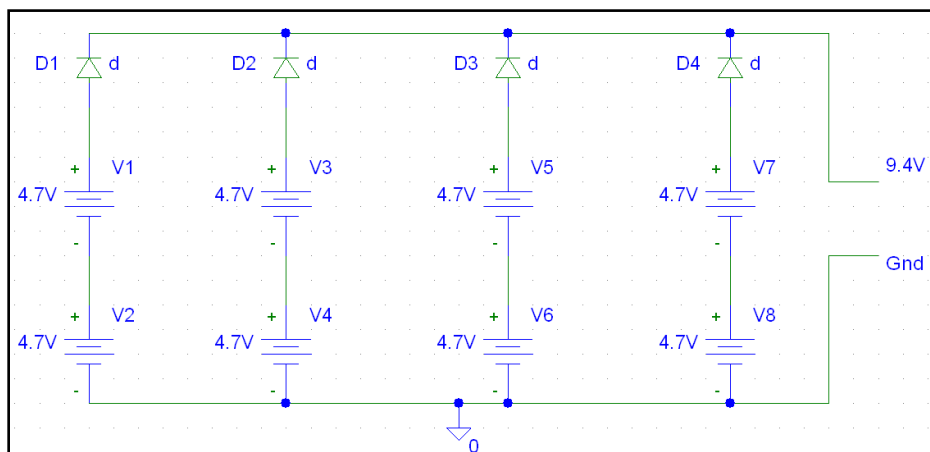 D1 d D2 d D3 d D4 d
+ V1 + V3 + V5 + V7 9.4V
4.7V 4.7V 4.7V 4.7V
- - - -
Gnd
+ V2 + V4 + V6 + V8
4.7V 4.7V 4.7V 4.7V
- - - -
0